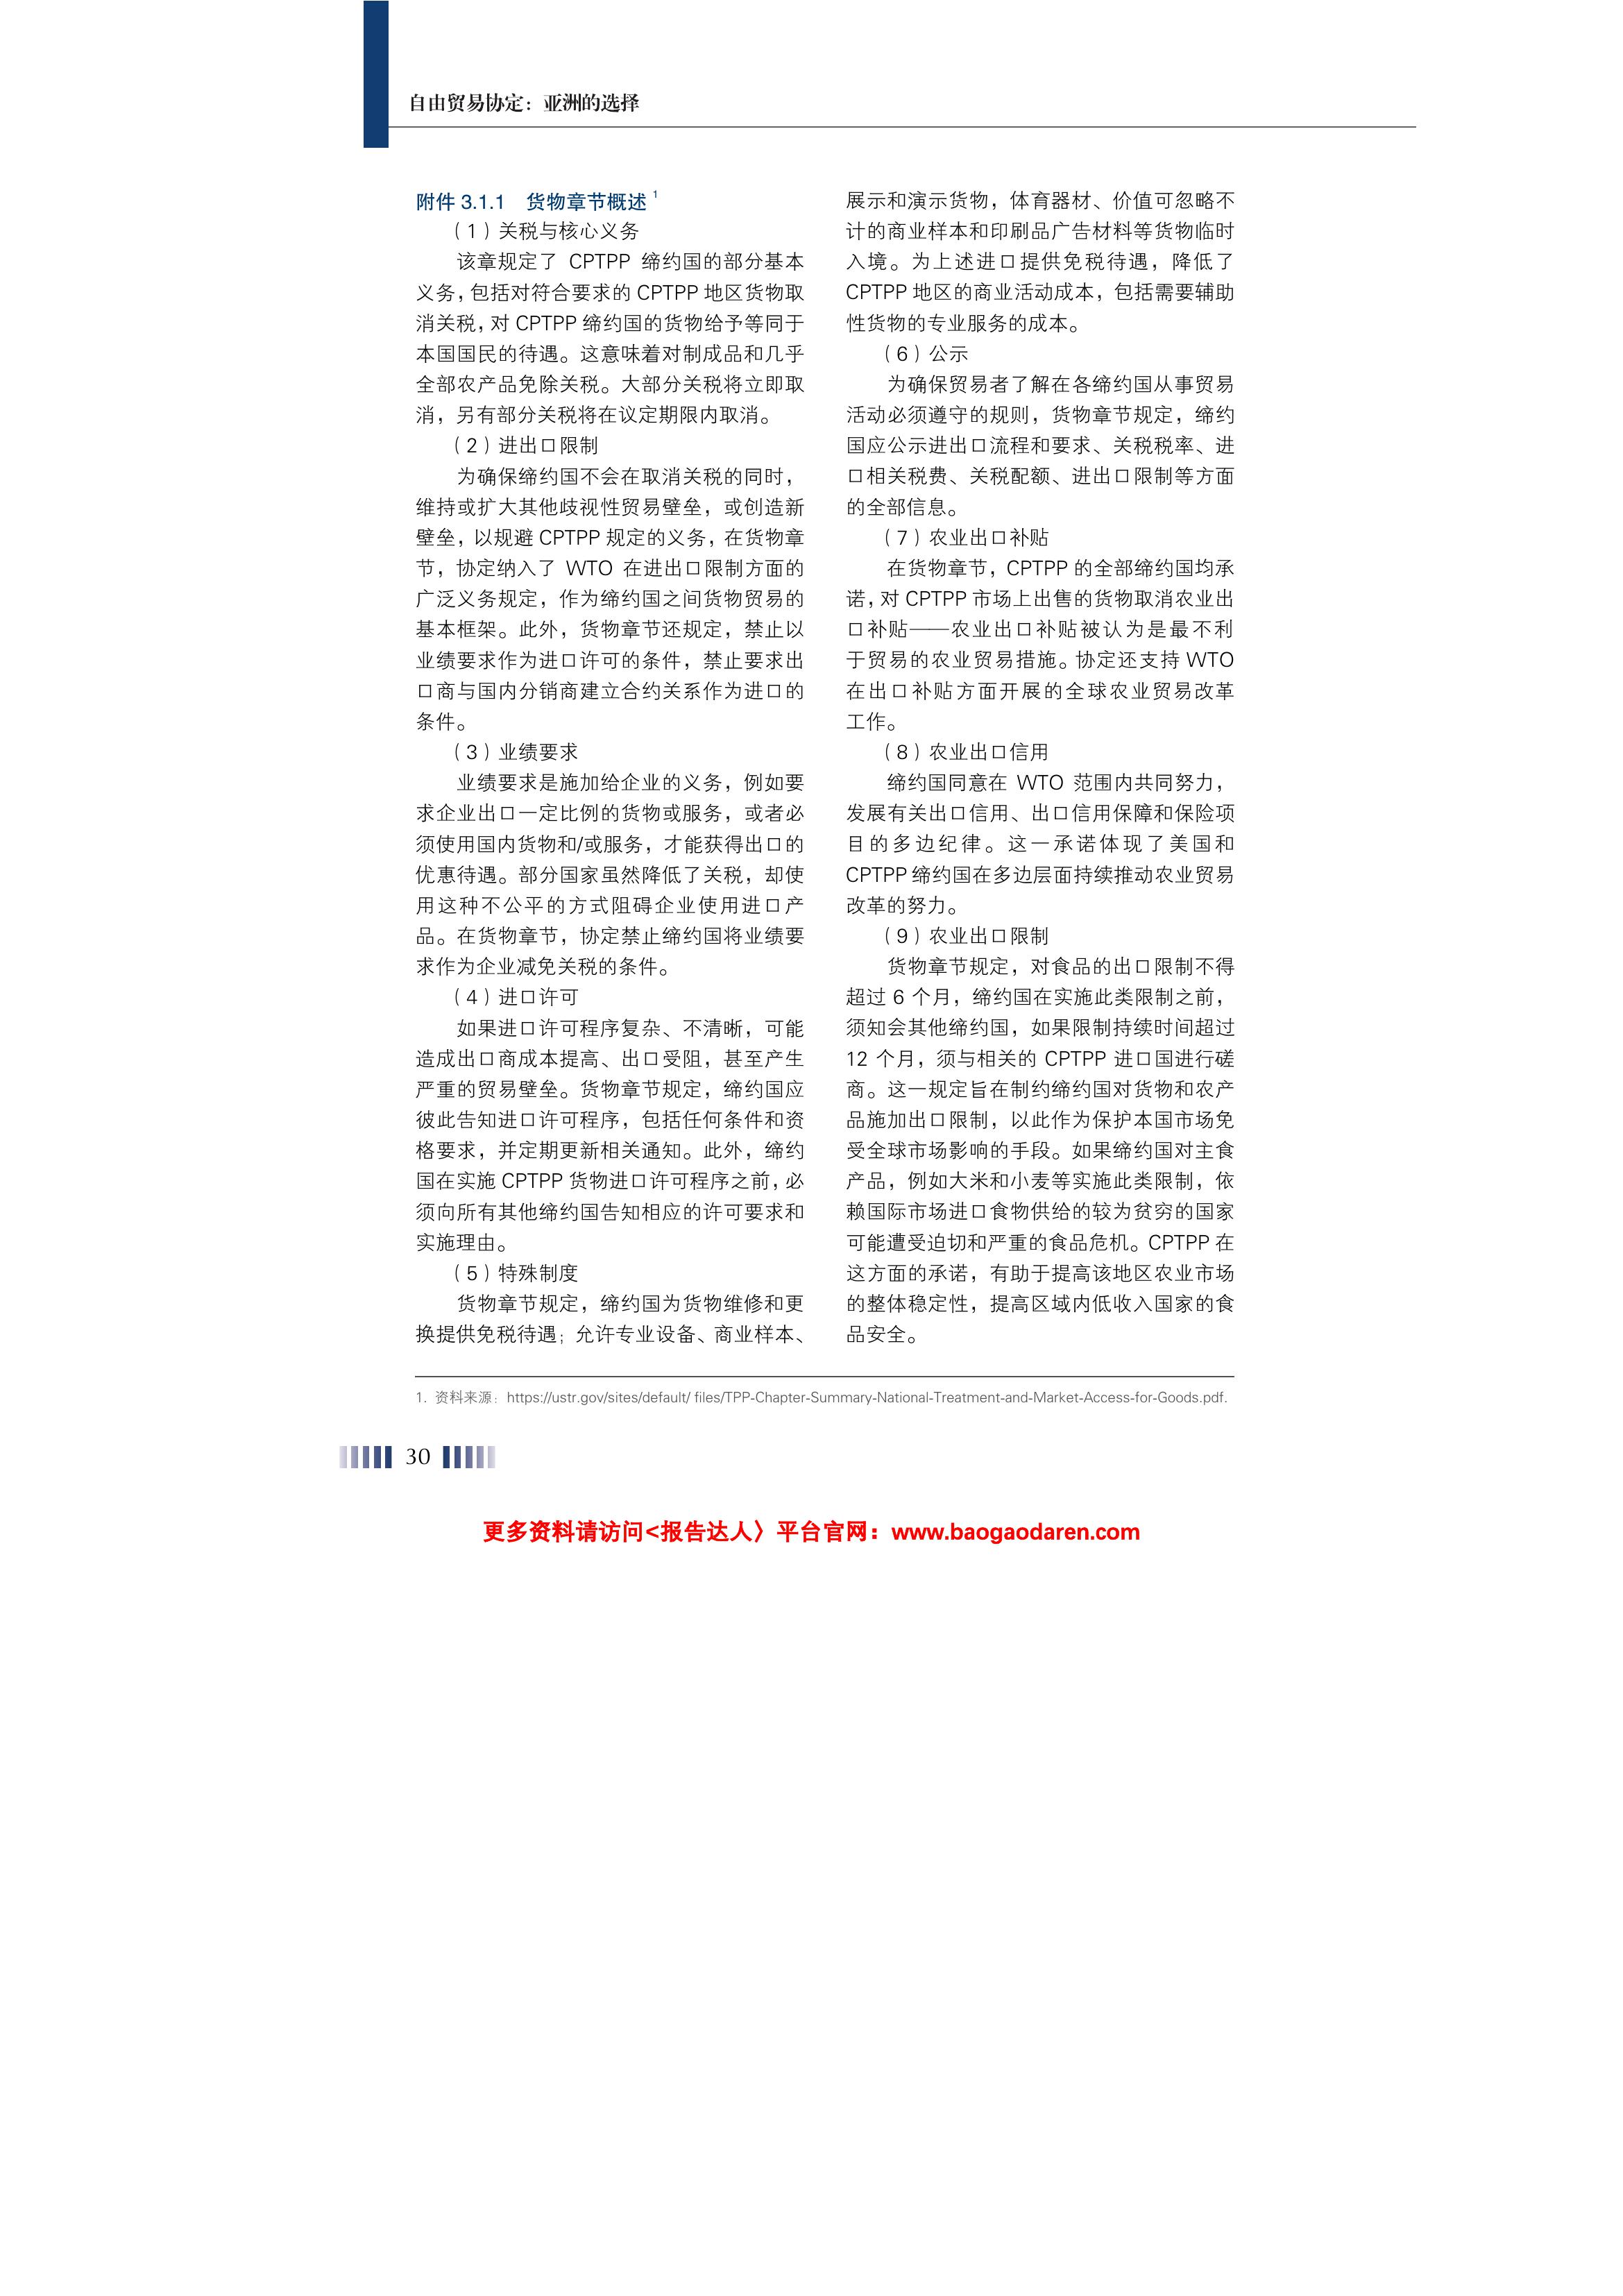 自由贸易协定：亚洲的选择
附件 3.1.1　货物章节概述 1
（1）关税与核心义务
该章规定了 CPTPP 缔约国的部分基本
义务，包括对符合要求的 CPTPP 地区货物取
消关税，对 CPTPP 缔约国的货物给予等同于
本国国民的待遇。这意味着对制成品和几乎
全部农产品免除关税。大部分关税将立即取
消，另有部分关税将在议定期限内取消。
（2）进出口限制
为确保缔约国不会在取消关税的同时，
维持或扩大其他歧视性贸易壁垒，或创造新
壁垒，以规避 CPTPP 规定的义务，在货物章
节，协定纳入了 WTO 在进出口限制方面的
广泛义务规定，作为缔约国之间货物贸易的
基本框架。此外，货物章节还规定，禁止以
业绩要求作为进口许可的条件，禁止要求出
口商与国内分销商建立合约关系作为进口的
条件。
（3）业绩要求
业绩要求是施加给企业的义务，例如要
求企业出口一定比例的货物或服务，或者必
须使用国内货物和/或服务，才能获得出口的
优惠待遇。部分国家虽然降低了关税，却使
用这种不公平的方式阻碍企业使用进口产
品。在货物章节，协定禁止缔约国将业绩要
求作为企业减免关税的条件。
（4）进口许可
如果进口许可程序复杂、不清晰，可能
造成出口商成本提高、出口受阻，甚至产生
严重的贸易壁垒。货物章节规定，缔约国应
彼此告知进口许可程序，包括任何条件和资
格要求，并定期更新相关通知。此外，缔约
国在实施 CPTPP 货物进口许可程序之前，必
须向所有其他缔约国告知相应的许可要求和
实施理由。
（5）特殊制度
货物章节规定，缔约国为货物维修和更
换提供免税待遇；允许专业设备、商业样本、
展示和演示货物，体育器材、价值可忽略不
计的商业样本和印刷品广告材料等货物临时
入境。为上述进口提供免税待遇，降低了
CPTPP 地区的商业活动成本，包括需要辅助
性货物的专业服务的成本。
（6）公示
为确保贸易者了解在各缔约国从事贸易
活动必须遵守的规则，货物章节规定，缔约
国应公示进出口流程和要求、关税税率、进
口相关税费、关税配额、进出口限制等方面
的全部信息。
（7）农业出口补贴
在货物章节，CPTPP 的全部缔约国均承
诺，对 CPTPP 市场上出售的货物取消农业出
口补贴——农业出口补贴被认为是最不利
于贸易的农业贸易措施。协定还支持 WTO
在出口补贴方面开展的全球农业贸易改革
工作。
（8）农业出口信用
缔约国同意在 WTO 范围内共同努力，
发展有关出口信用、出口信用保障和保险项
目的多边纪律。这一承诺体现了美国和
CPTPP 缔约国在多边层面持续推动农业贸易
改革的努力。
（9）农业出口限制
货物章节规定，对食品的出口限制不得
超过 6 个月，缔约国在实施此类限制之前，
须知会其他缔约国，如果限制持续时间超过
12 个月，须与相关的 CPTPP 进口国进行磋
商。这一规定旨在制约缔约国对货物和农产
品施加出口限制，以此作为保护本国市场免
受全球市场影响的手段。如果缔约国对主食
产品，例如大米和小麦等实施此类限制，依
赖国际市场进口食物供给的较为贫穷的国家
可能遭受迫切和严重的食品危机。CPTPP 在
这方面的承诺，有助于提高该地区农业市场
的整体稳定性，提高区域内低收入国家的食
品安全。
1. 资料来源：https://ustr.gov/sites/default/ files/TPP-Chapter-Summary-National-Treatment-and-Market-Access-for-Goods.pdf.
30
更多资料请访问<报告达人〉平台官网：www.baogaodaren.com